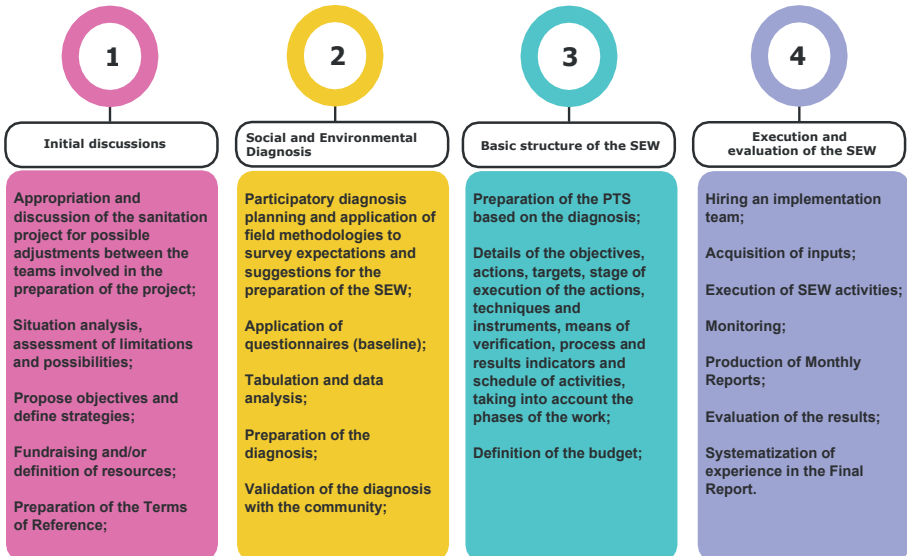 1
Initial discussions
Appropriation and
discussion of the sanitation
project for possible
adjustments between the
teams involved in the
preparation of the project;
Situation analysis,
assessment of limitations
and possibilities;
Propose objectives and
define strategies;
Fundraising and/or
definition of resources;
Preparation of the Terms
of Reference;
2
Social and Environmental
Diagnosis
Participatory diagnosis
planning and application of
field methodologies to
survey expectations and
suggestions for the
preparation of the SEW;
Application of
questionnaires (baseline);
Tabulation and data
analysis;
Preparation of the
diagnosis;
Validation of the diagnosis
with the community;
3
Basic structure of the SEW
Preparation of the PTS
based on the diagnosis;
Details of the objectives,
actions, targets, stage of
execution of the actions,
techniques and
instruments, means of
verification, process and
results indicators and
schedule of activities,
taking into account the
phases of the work;
Definition of the budget;
4
Execution and
evaluation of the SEW
Hiring an implementation
team;
Acquisition of inputs;
Execution of SEW activities;
Monitoring;
Production of Monthly
Reports;
Evaluation of the results;
Systematization of
experience in the Final
Report.